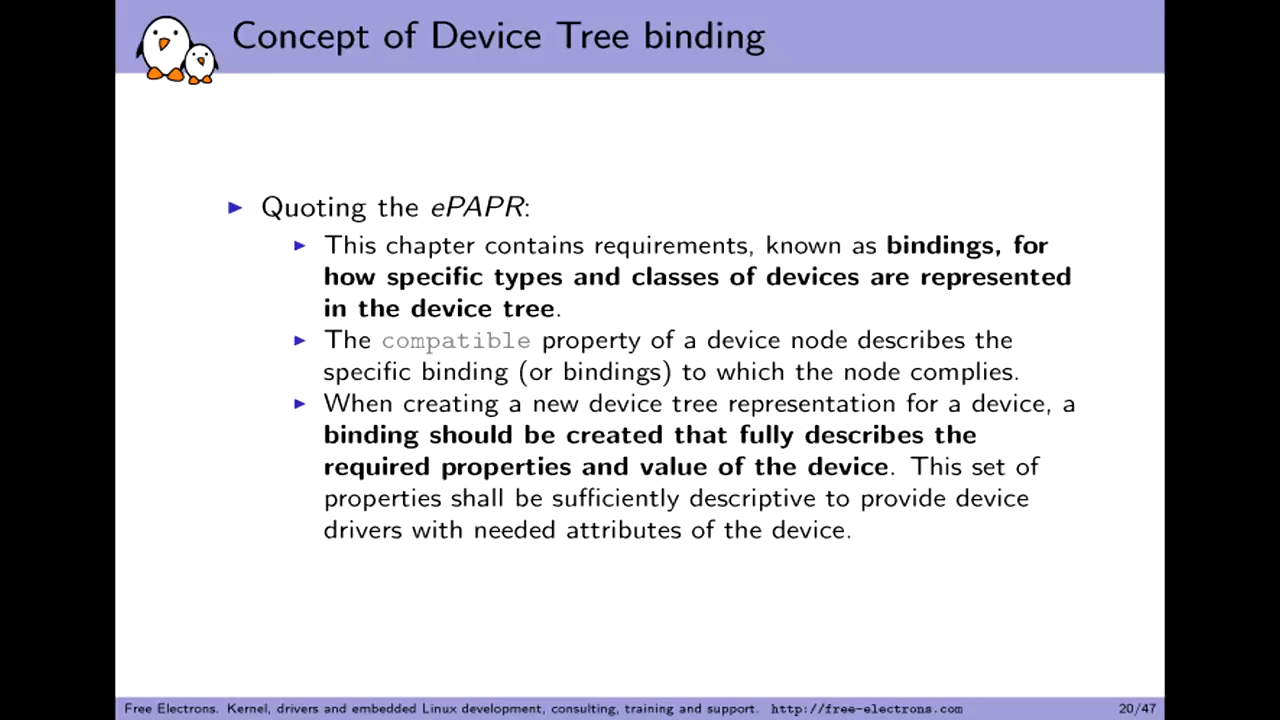 Concept of Device Tree binding
Quoting the ePAPR:
This chapter contains requirements, known as bindings, for
how specific types and classes of devices are represented
in the device tree.
The compatible property of a device node describes the
specific binding (or bindings) to which the node complies.
When creating a new device tree representation for a device, a
binding should be created that fully describes the
required properties and value of the device. This set of
properties shall be sufficiently descriptive to provide device
drivers with needed attributes of the device.
Free Electrons. Kernel, drivers and embedded Linux development, consulting, training and support. http://free-electrons.com 20/47